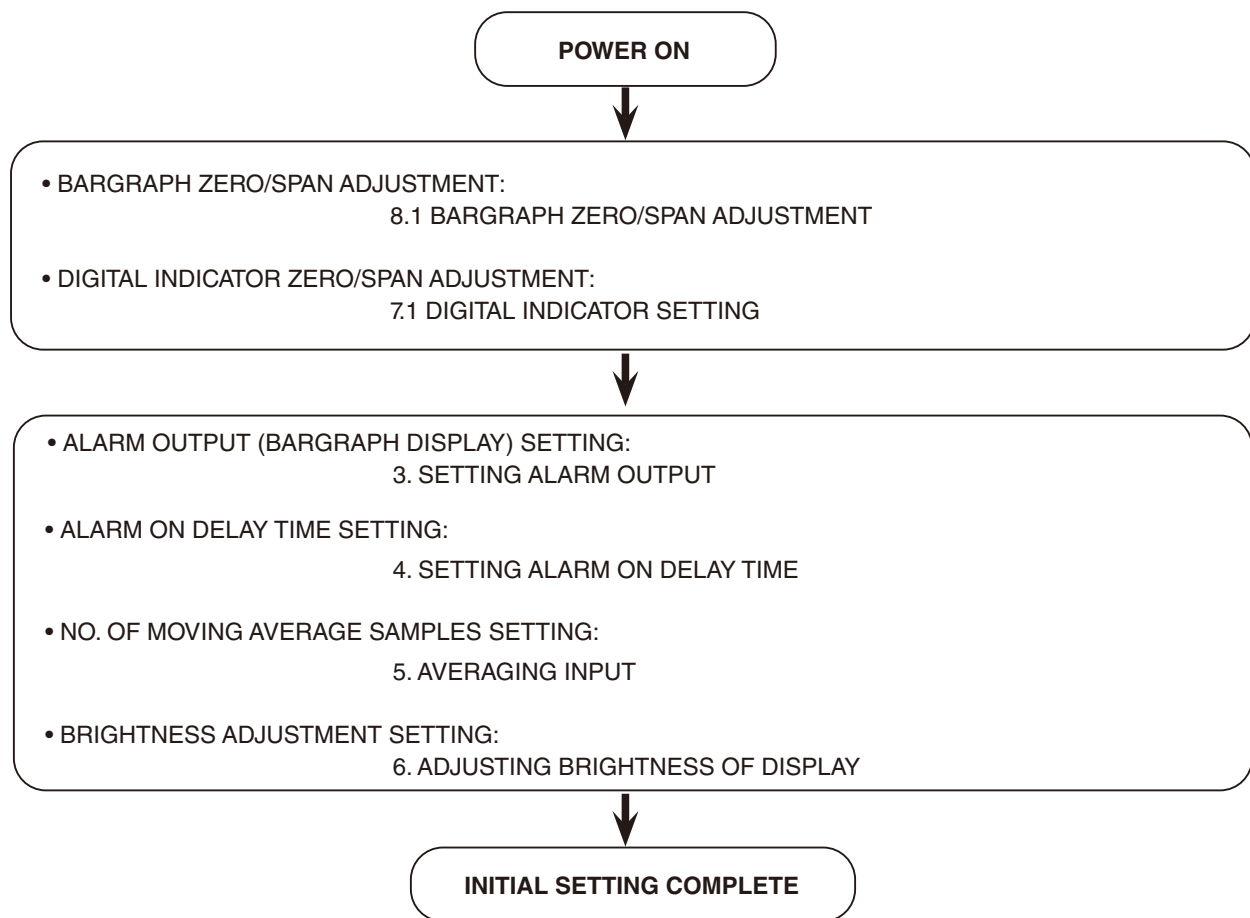 POWER ON
• BARGRAPH ZERO/SPAN ADJUSTMENT:
8.1 BARGRAPH ZERO/SPAN ADJUSTMENT
• DIGITAL INDICATOR ZERO/SPAN ADJUSTMENT:
7.1 DIGITAL INDICATOR SETTING
• ALARM OUTPUT (BARGRAPH DISPLAY) SETTING:
3. SETTING ALARM OUTPUT
• ALARM ON DELAY TIME SETTING:
4. SETTING ALARM ON DELAY TIME
• NO. OF MOVING AVERAGE SAMPLES SETTING:
5. AVERAGING INPUT
• BRIGHTNESS ADJUSTMENT SETTING:
6. ADJUSTING BRIGHTNESS OF DISPLAY
INITIAL SETTING COMPLETE